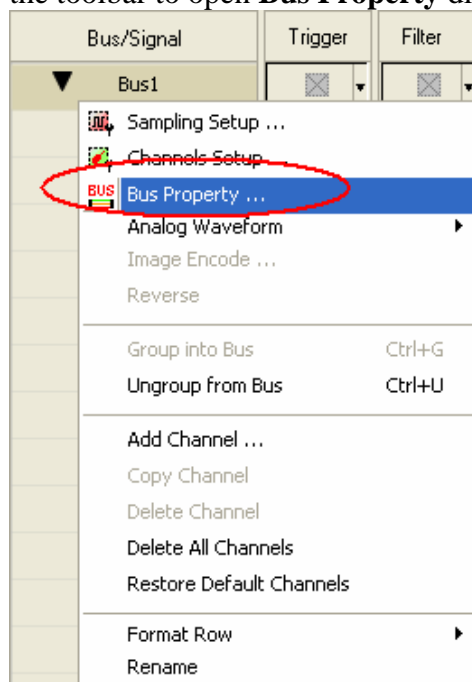 the toolbar to open Bus Property di
Bus/Signal Trigger Filter
Bus1
Sampling Setup ...
Channels Setup ...
BUS Bus Property ...
Analog Waveform
Image Encode ...
Reverse
Group into Bus Ctrl+G
Ungroup from Bus Ctrl+U
Add Channel ...
Copy Channel
Delete Channel
Delete All Channels
Restore Default Channels
Format Row
Rename